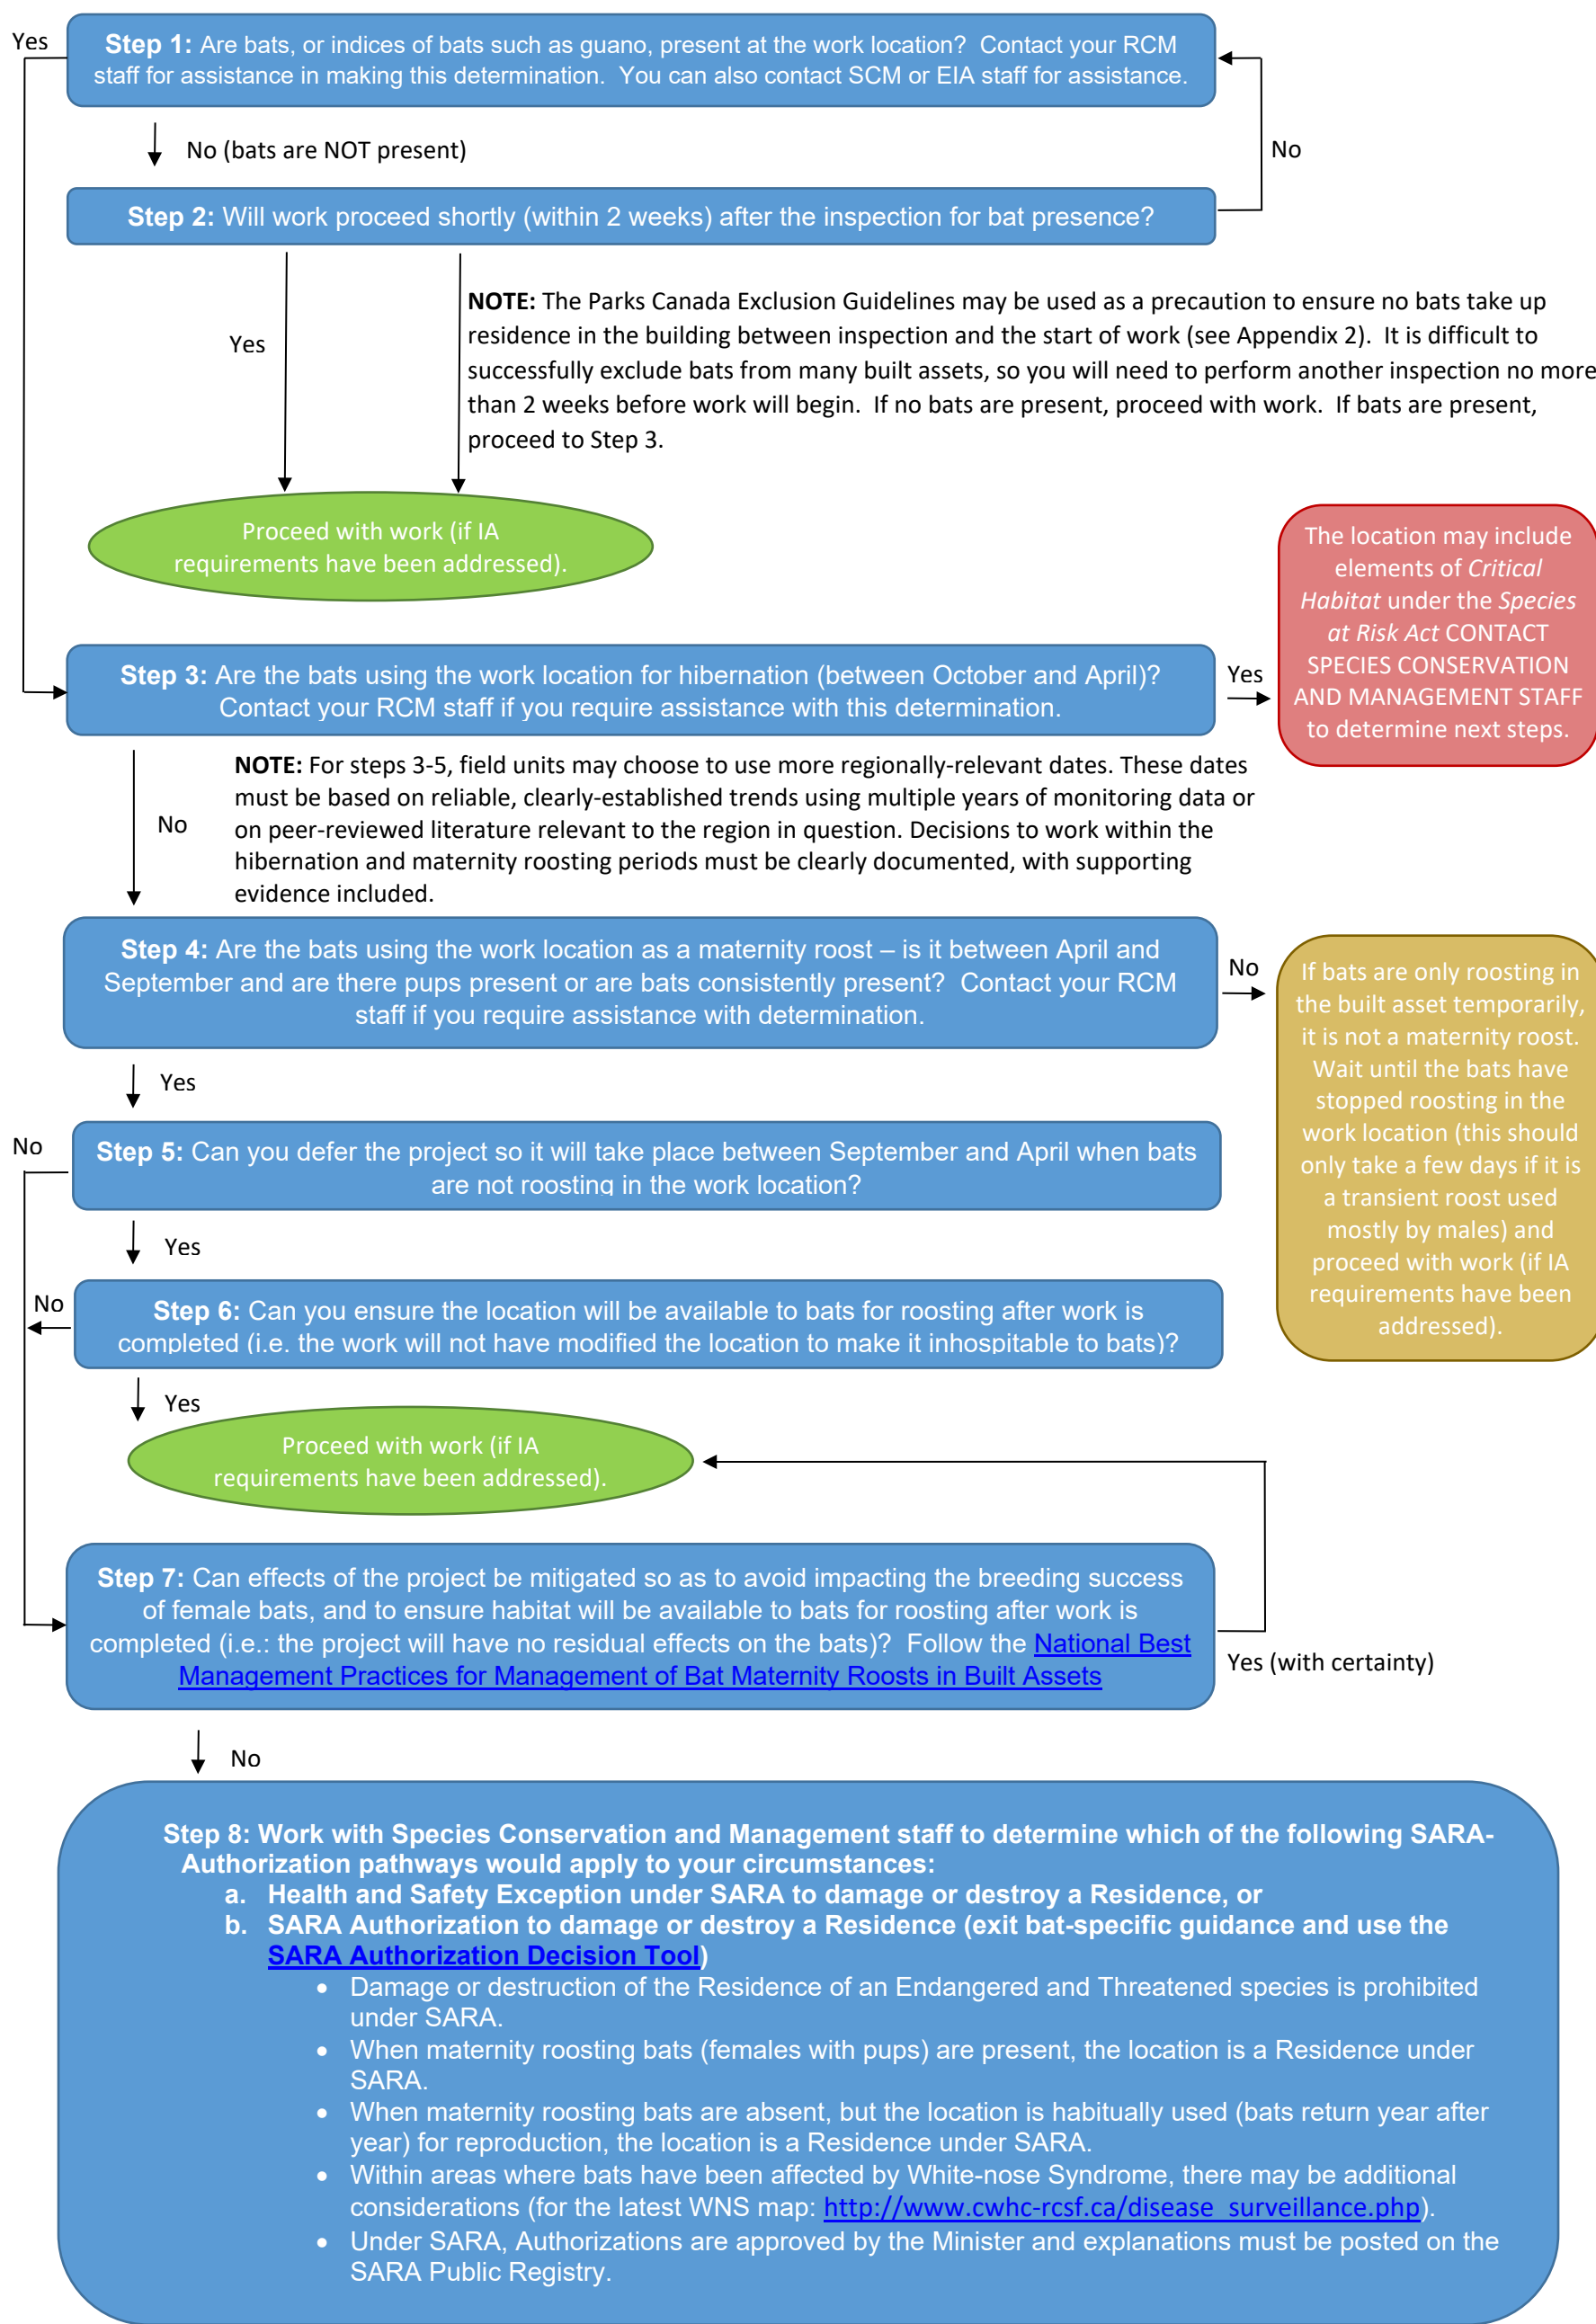 Yes
Step 1: Are bats, or indices of bats such as guano, present at the work location?  Contact your RCM
staff for assistance in making this determination.  You can also contact SCM or EIA staff for assistance.
No (bats are NOT present)
No
Step 2: Will work proceed shortly (within 2 weeks) after the inspection for bat presence?
Yes
NOTE: The Parks Canada Exclusion Guidelines may be used as a precaution to ensure no bats take up
residence in the building between inspection and the start of work (see Appendix 2).  It is difficult to
successfully exclude bats from many built assets, so you will need to perform another inspection no more
than 2 weeks before work will begin.  If no bats are present, proceed with work.  If bats are present,
proceed to Step 3.
Proceed with work (if IA
requirements have been addressed).
Step 3: Are the bats using the work location for hibernation (between October and April)?
Contact your RCM staff if you require assistance with this determination.
Yes
The location may include
elements of Critical
Habitat under the Species
at Risk Act CONTACT
SPECIES CONSERVATION
AND MANAGEMENT STAFF
to determine next steps.
No
NOTE: For steps 3-5, field units may choose to use more regionally-relevant dates. These dates
must be based on reliable, clearly-established trends using multiple years of monitoring data or
on peer-reviewed literature relevant to the region in question. Decisions to work within the
hibernation and maternity roosting periods must be clearly documented, with supporting
evidence included.
Step 4: Are the bats using the work location as a maternity roost – is it between April and
September and are there pups present or are bats consistently present?  Contact your RCM
staff if you require assistance with determination.
No
If bats are only roosting in
the built asset temporarily,
it is not a maternity roost.
Wait until the bats have
stopped roosting in the
work location (this should
only take a few days if it is
a transient roost used
mostly by males) and
proceed with work (if IA
requirements have been
addressed).
Yes
No
Step 5: Can you defer the project so it will take place between September and April when bats
are not roosting in the work location?
Yes
No
Step 6: Can you ensure the location will be available to bats for roosting after work is
completed (i.e. the work will not have modified the location to make it inhospitable to bats)?
Yes
Proceed with work (if IA
requirements have been addressed).
Step 7: Can effects of the project be mitigated so as to avoid impacting the breeding success
of female bats, and to ensure habitat will be available to bats for roosting after work is
completed (i.e.: the project will have no residual effects on the bats)?  Follow the National Best
Management Practices for Management of Bat Maternity Roosts in Built Assets
Yes (with certainty)
No
Step 8: Work with Species Conservation and Management staff to determine which of the following SARA-
Authorization pathways would apply to your circumstances:
a. Health and Safety Exception under SARA to damage or destroy a Residence, or
b. SARA Authorization to damage or destroy a Residence (exit bat-specific guidance and use the
SARA Authorization Decision Tool)
• Damage or destruction of the Residence of an Endangered and Threatened species is prohibited
under SARA.
• When maternity roosting bats (females with pups) are present, the location is a Residence under
SARA.
• When maternity roosting bats are absent, but the location is habitually used (bats return year after
year) for reproduction, the location is a Residence under SARA.
• Within areas where bats have been affected by White-nose Syndrome, there may be additional
considerations (for the latest WNS map: http://www.cwhc-rcsf.ca/disease_surveillance.php).
• Under SARA, Authorizations are approved by the Minister and explanations must be posted on the
SARA Public Registry.